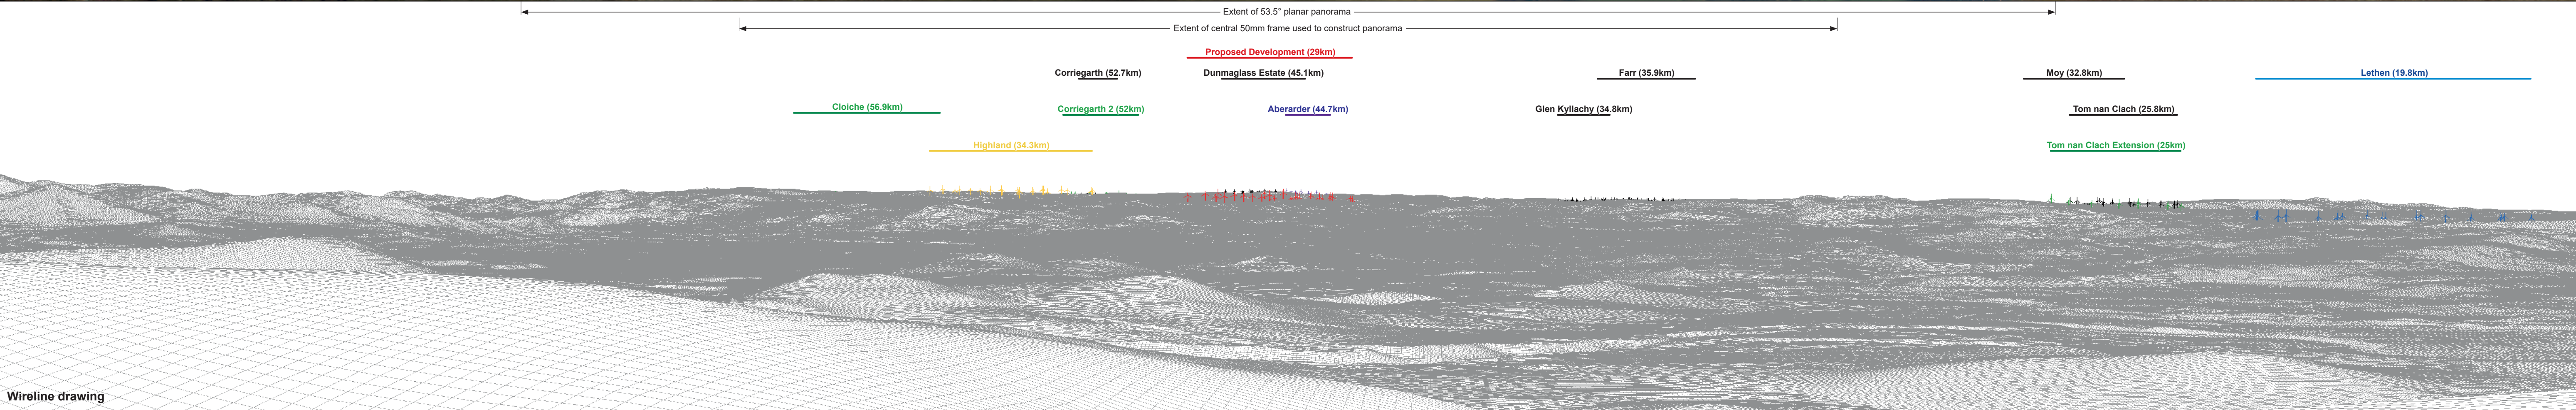 Extent of 53.5° planar panorama
Extent of central 50mm frame used to construct panorama
Proposed Development (29km)
Corriegarth (52.7km)
Dunmaglass Estate (45.1km)
Farr (35.9km)
Moy (32.8km)
Lethen (19.8km)
Cloiche (56.9km)
Corriegarth 2 (52km)
Aberarder (44.7km)
Glen Kyllachy (34.8km)
Tom nan Clach (25.8km)
Highland (34.3km)
Tom nan Clach Extension (25km)
Wireline drawing